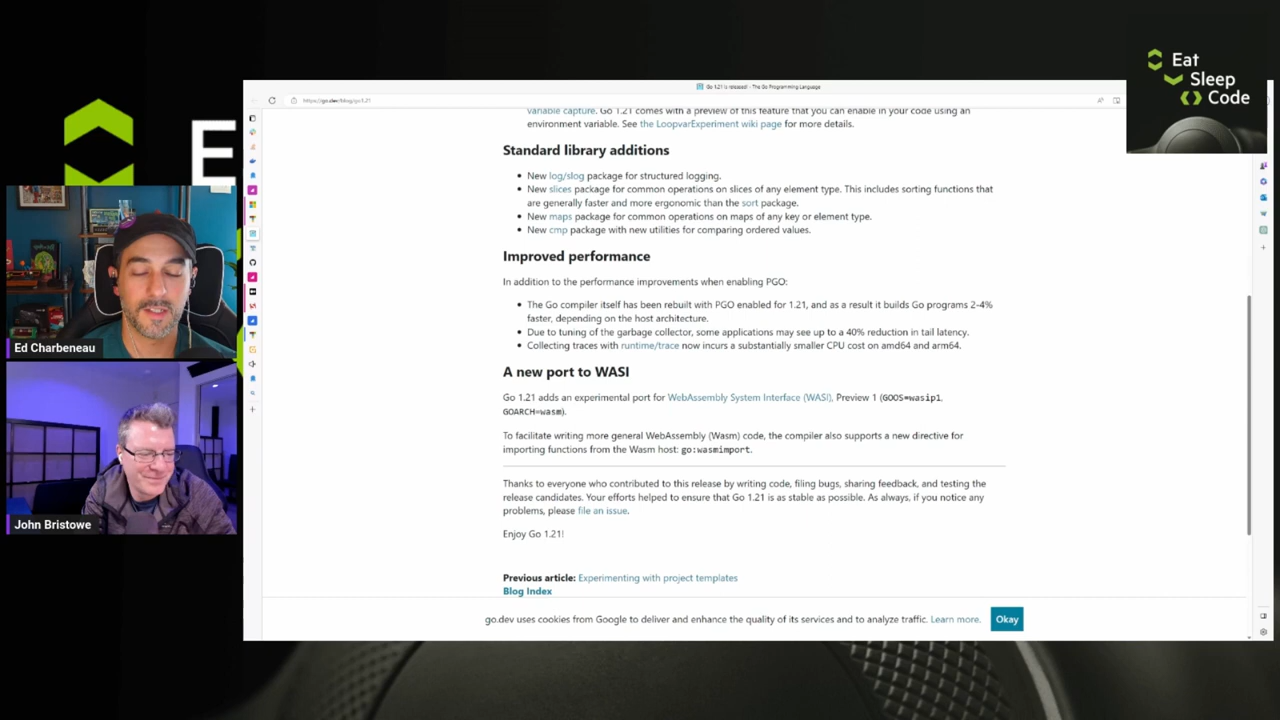 Eat
Sleep
Code
E
Go 1.21 is released! - The Go Programming Language
https://go.dev/blog/go1.21
variable capture. Go 1.21 comes with a preview of this feature that you can enable in your code using an
environment variable. See the LoopvarExperiment wiki page for more details.
Standard library additions
New log/slog package for structured logging.
New slices package for common operations on slices of any element type. This includes sorting functions that
are generally faster and more ergonomic than the sort package.
New maps package for common operations on maps of any key or element type.
New cmp package with new utilities for comparing ordered values.
Improved performance
In addition to the performance improvements when enabling PGO:
The Go compiler itself has been rebuilt with PGO enabled for 1.21, and as a result it builds Go programs 2-4%
faster, depending on the host architecture.
Due to tuning of the garbage collector, some applications may see up to a 40% reduction in tail latency.
Collecting traces with runtime/trace now incurs a substantially smaller CPU cost on amd64 and arm64.
A new port to WASI
Go 1.21 adds an experimental port for WebAssembly System Interface (WASI), Preview 1 (GOOS=wasip1,
GOARCH=wasm).
To facilitate writing more general WebAssembly (Wasm) code, the compiler also supports a new directive for
importing functions from the Wasm host: go:wasmimport.
Thanks to everyone who contributed to this release by writing code, filing bugs, sharing feedback, and testing the
release candidates. Your efforts helped to ensure that Go 1.21 is as stable as possible. As always, if you notice any
problems, please file an issue.
Enjoy Go 1.21!
Previous article: Experimenting with project templates
Blog Index
go.dev uses cookies from Google to deliver and enhance the quality of its services and to analyze traffic. Learn more.
Okay
Ed Charbeneau
John Bristowe